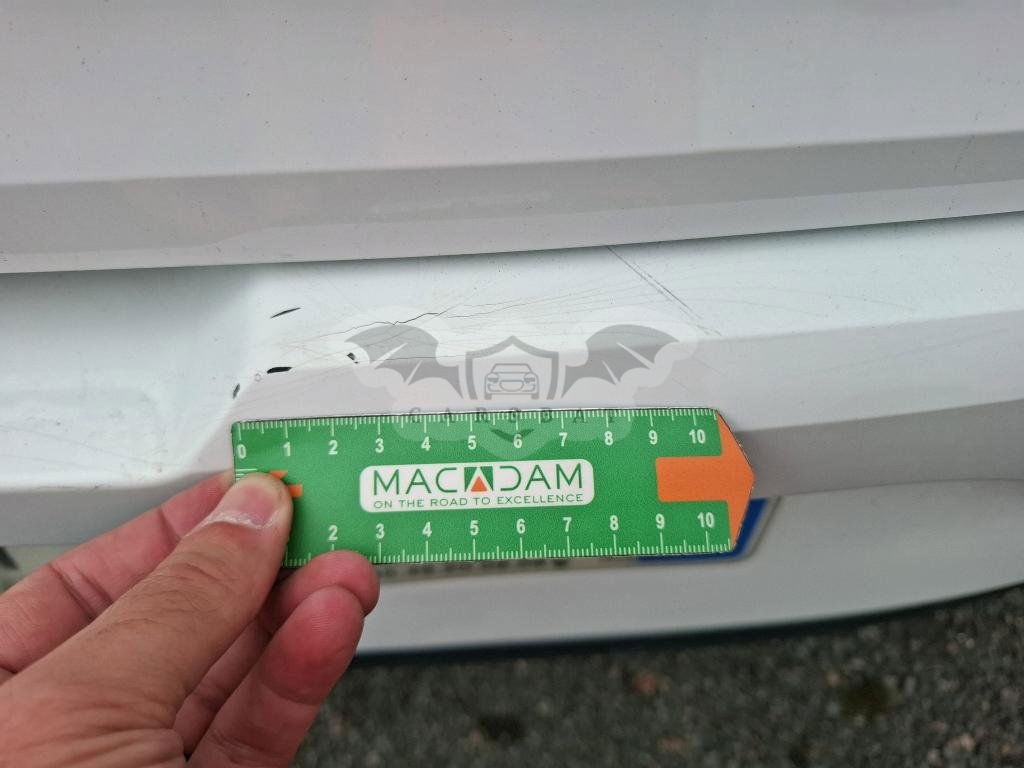 CARSBAT
0 1 2 3 4 5 6 7 8 9 10
MACADAM
ON THE ROAD TO EXCELLENCE
2 3 4 5 6 7 8 9 10